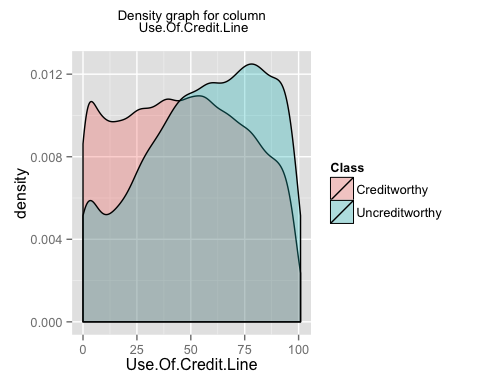 Density graph for column
Use.Of.Credit.Line
0.012
0.008
0.004
0.000
density
0 25 50 75 100
Use.Of.Credit.Line
Class
Creditworthy
Uncreditworthy